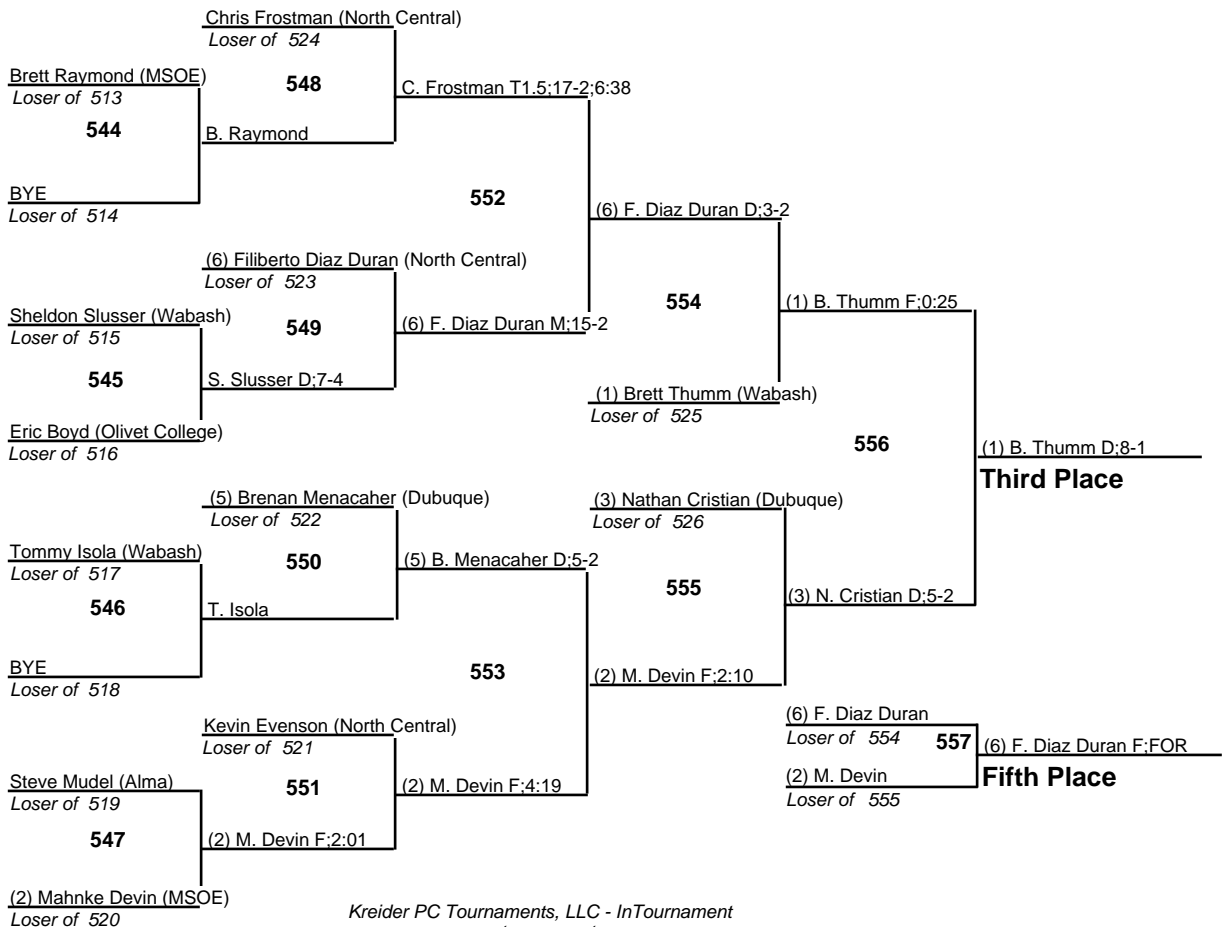 Chris Frostman (North Central)
Loser of 524
Brett Raymond (MSOE)
Loser of 513
548
C. Frostman T1.5;17-2;6:38
544
B. Raymond
BYE
Loser of 514
552
(6) F. Diaz Duran D;3-2
(6) Filiberto Diaz Duran (North Central)
Loser of 523
Sheldon Slusser (Wabash)
Loser of 515
549
(6) F. Diaz Duran M;15-2
554
(1) B. Thumm F;0:25
545
S. Slusser D;7-4
(1) Brett Thumm (Wabash)
Loser of 525
Eric Boyd (Olivet College)
Loser of 516
556
(1) B. Thumm D;8-1
Third Place
(5) Brenan Menacaher (Dubuque)
Loser of 522
(3) Nathan Cristian (Dubuque)
Loser of 526
Tommy Isola (Wabash)
Loser of 517
550
(5) B. Menacaher D;5-2
555
546
T. Isola
(3) N. Cristian D;5-2
BYE
Loser of 518
553
(2) M. Devin F;2:10
Kevin Evenson (North Central)
Loser of 521
(6) F. Diaz Duran
Loser of 554
557
(6) F. Diaz Duran F;FOR
Fifth Place
Steve Mudel (Alma)
Loser of 519
551
(2) M. Devin F;4:19
(2) M. Devin
Loser of 555
547
(2) M. Devin F;2:01
(2) Mahnke Devin (MSOE)
Loser of 520
Kreider PC Tournaments, LLC - InTournament